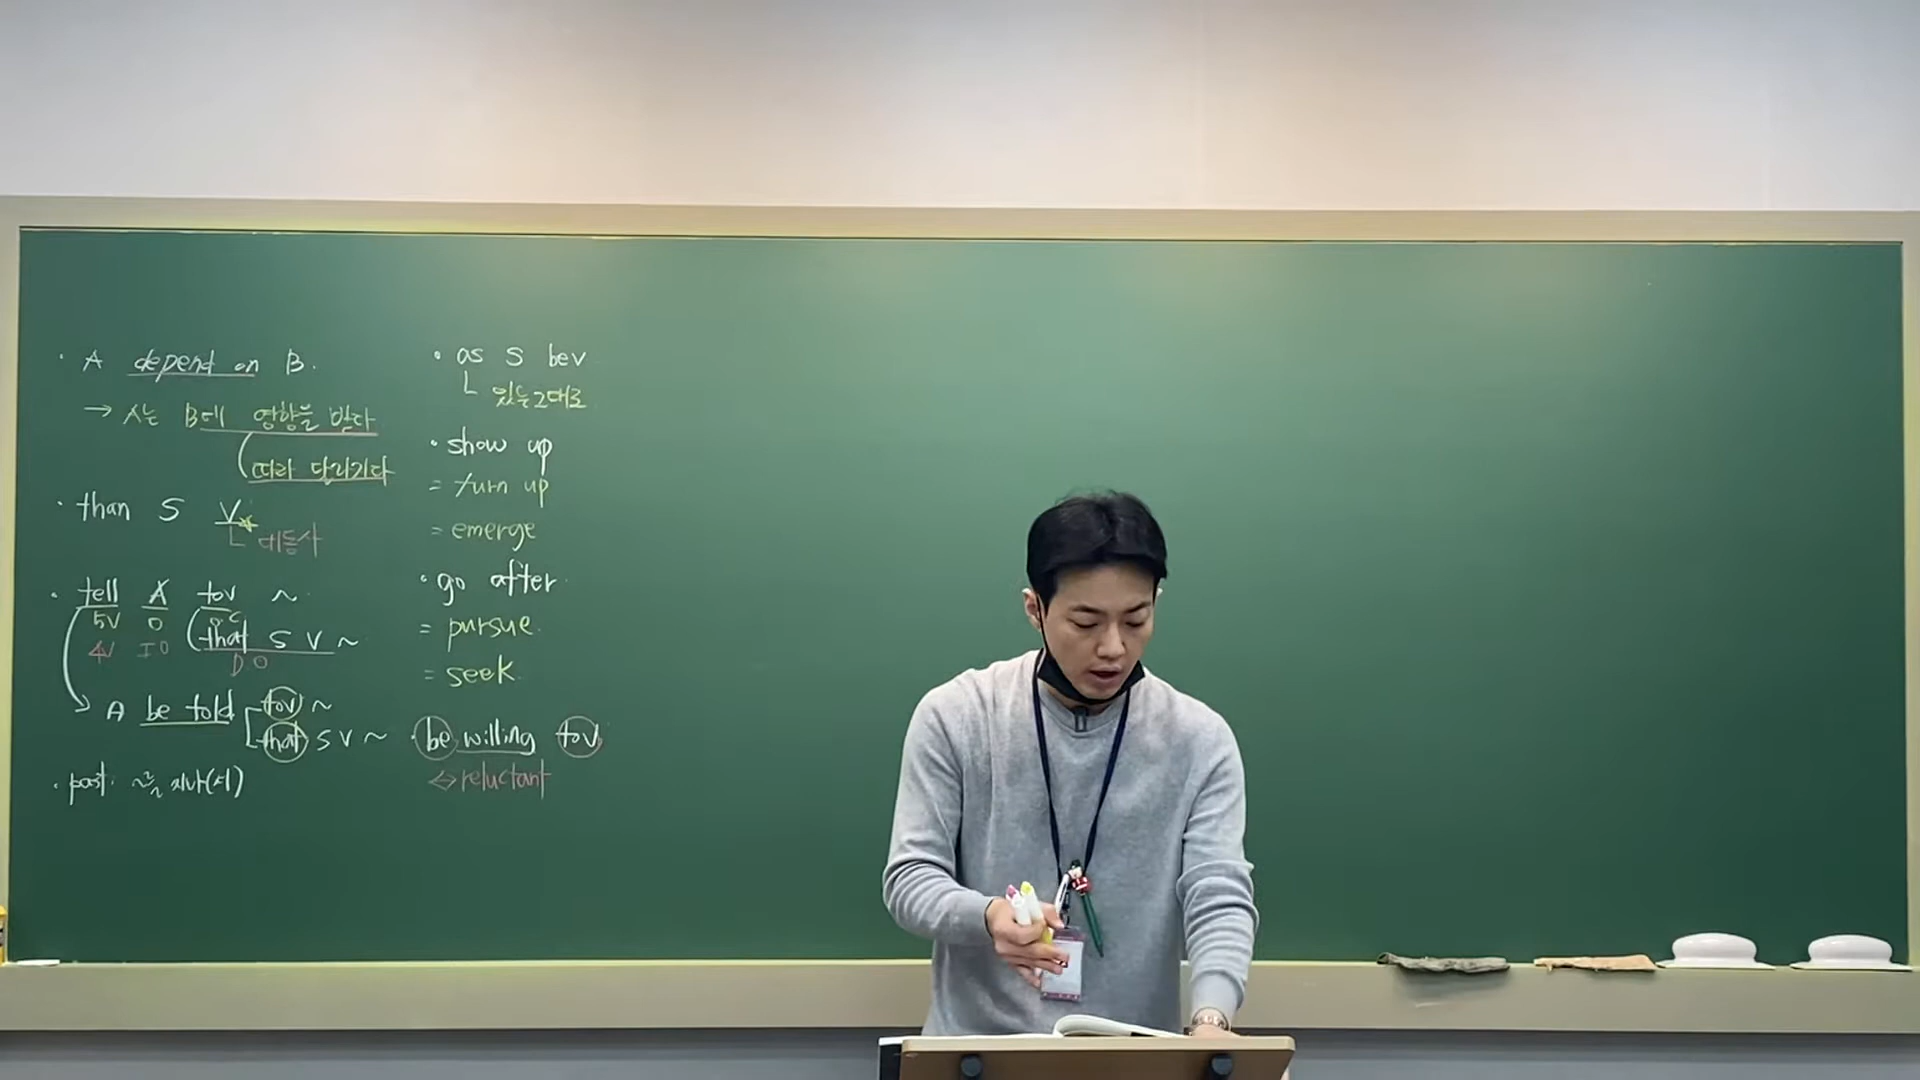 · A depend on B.
→ A는 B에 영향을 받다
(따라 달라지다
· than S V
└ 대동사
· tell A tov ~
5V O O.C
(that S V ~
4V IO DO
A be told tov ~
that S V ~
· past: 지나(서)
· as S bev
└ 있는 그대로
· show up
= turn up
= emerge
· go after
= pursue
= seek
· be willing tov
↔ reluctant